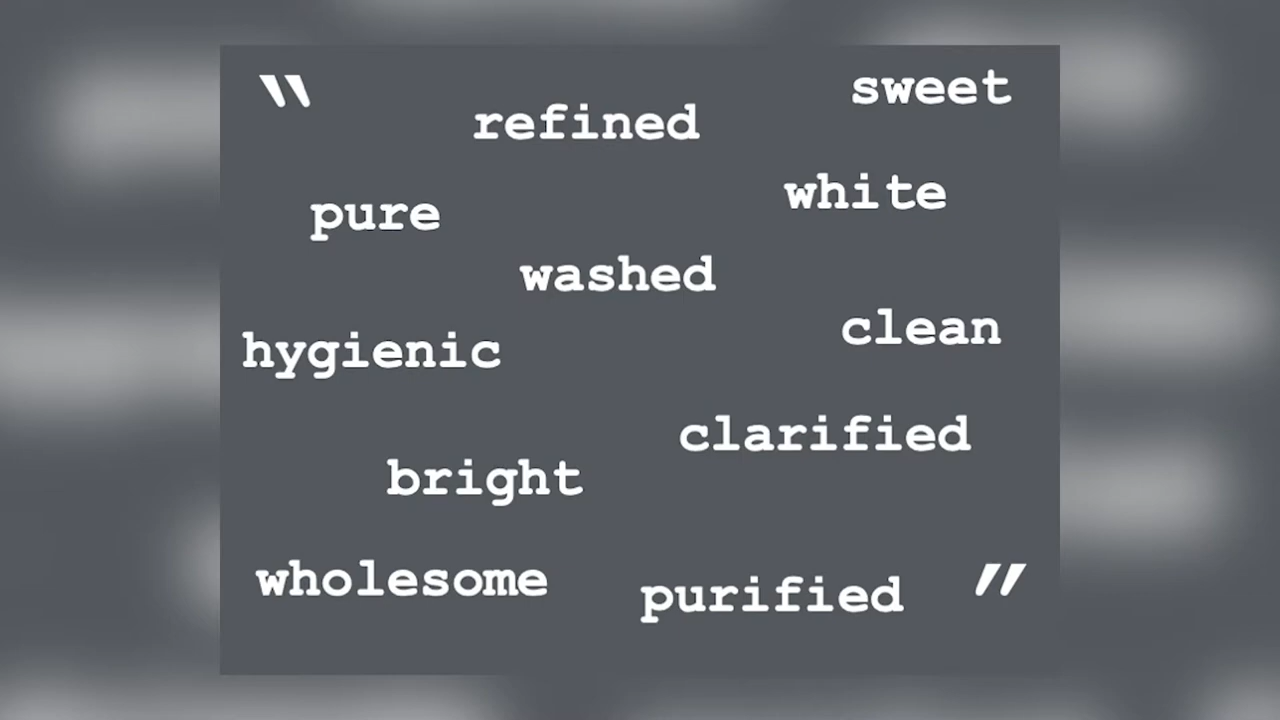 "
sweet
refined
white
pure
washed
clean
hygienic
clarified
bright
wholesome
purified "